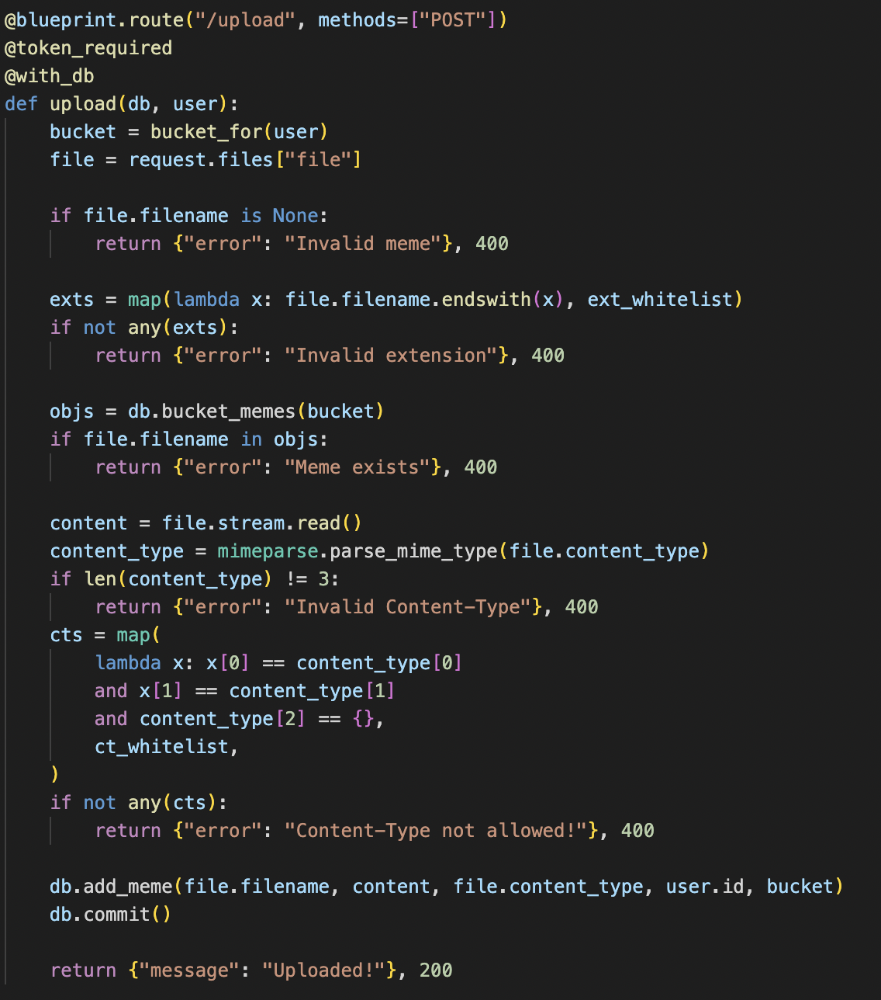 @blueprint.route("/upload", methods=["POST"])
@token_required
@with_db
def upload(db, user):
    bucket = bucket_for(user)
    file = request.files["file"]

    if file.filename is None:
        return {"error": "Invalid meme"}, 400

    exts = map(lambda x: file.filename.endswith(x), ext_whitelist)
    if not any(exts):
        return {"error": "Invalid extension"}, 400

    objs = db.bucket_memes(bucket)
    if file.filename in objs:
        return {"error": "Meme exists"}, 400

    content = file.stream.read()
    content_type = mimeparse.parse_mime_type(file.content_type)
    if len(content_type) != 3:
        return {"error": "Invalid Content-Type"}, 400
    cts = map(
        lambda x: x[0] == content_type[0]
        and x[1] == content_type[1]
        and content_type[2] == {},
        ct_whitelist,
    )
    if not any(cts):
        return {"error": "Content-Type not allowed!"}, 400

    db.add_meme(file.filename, content, file.content_type, user.id, bucket)
    db.commit()

    return {"message": "Uploaded!"}, 200